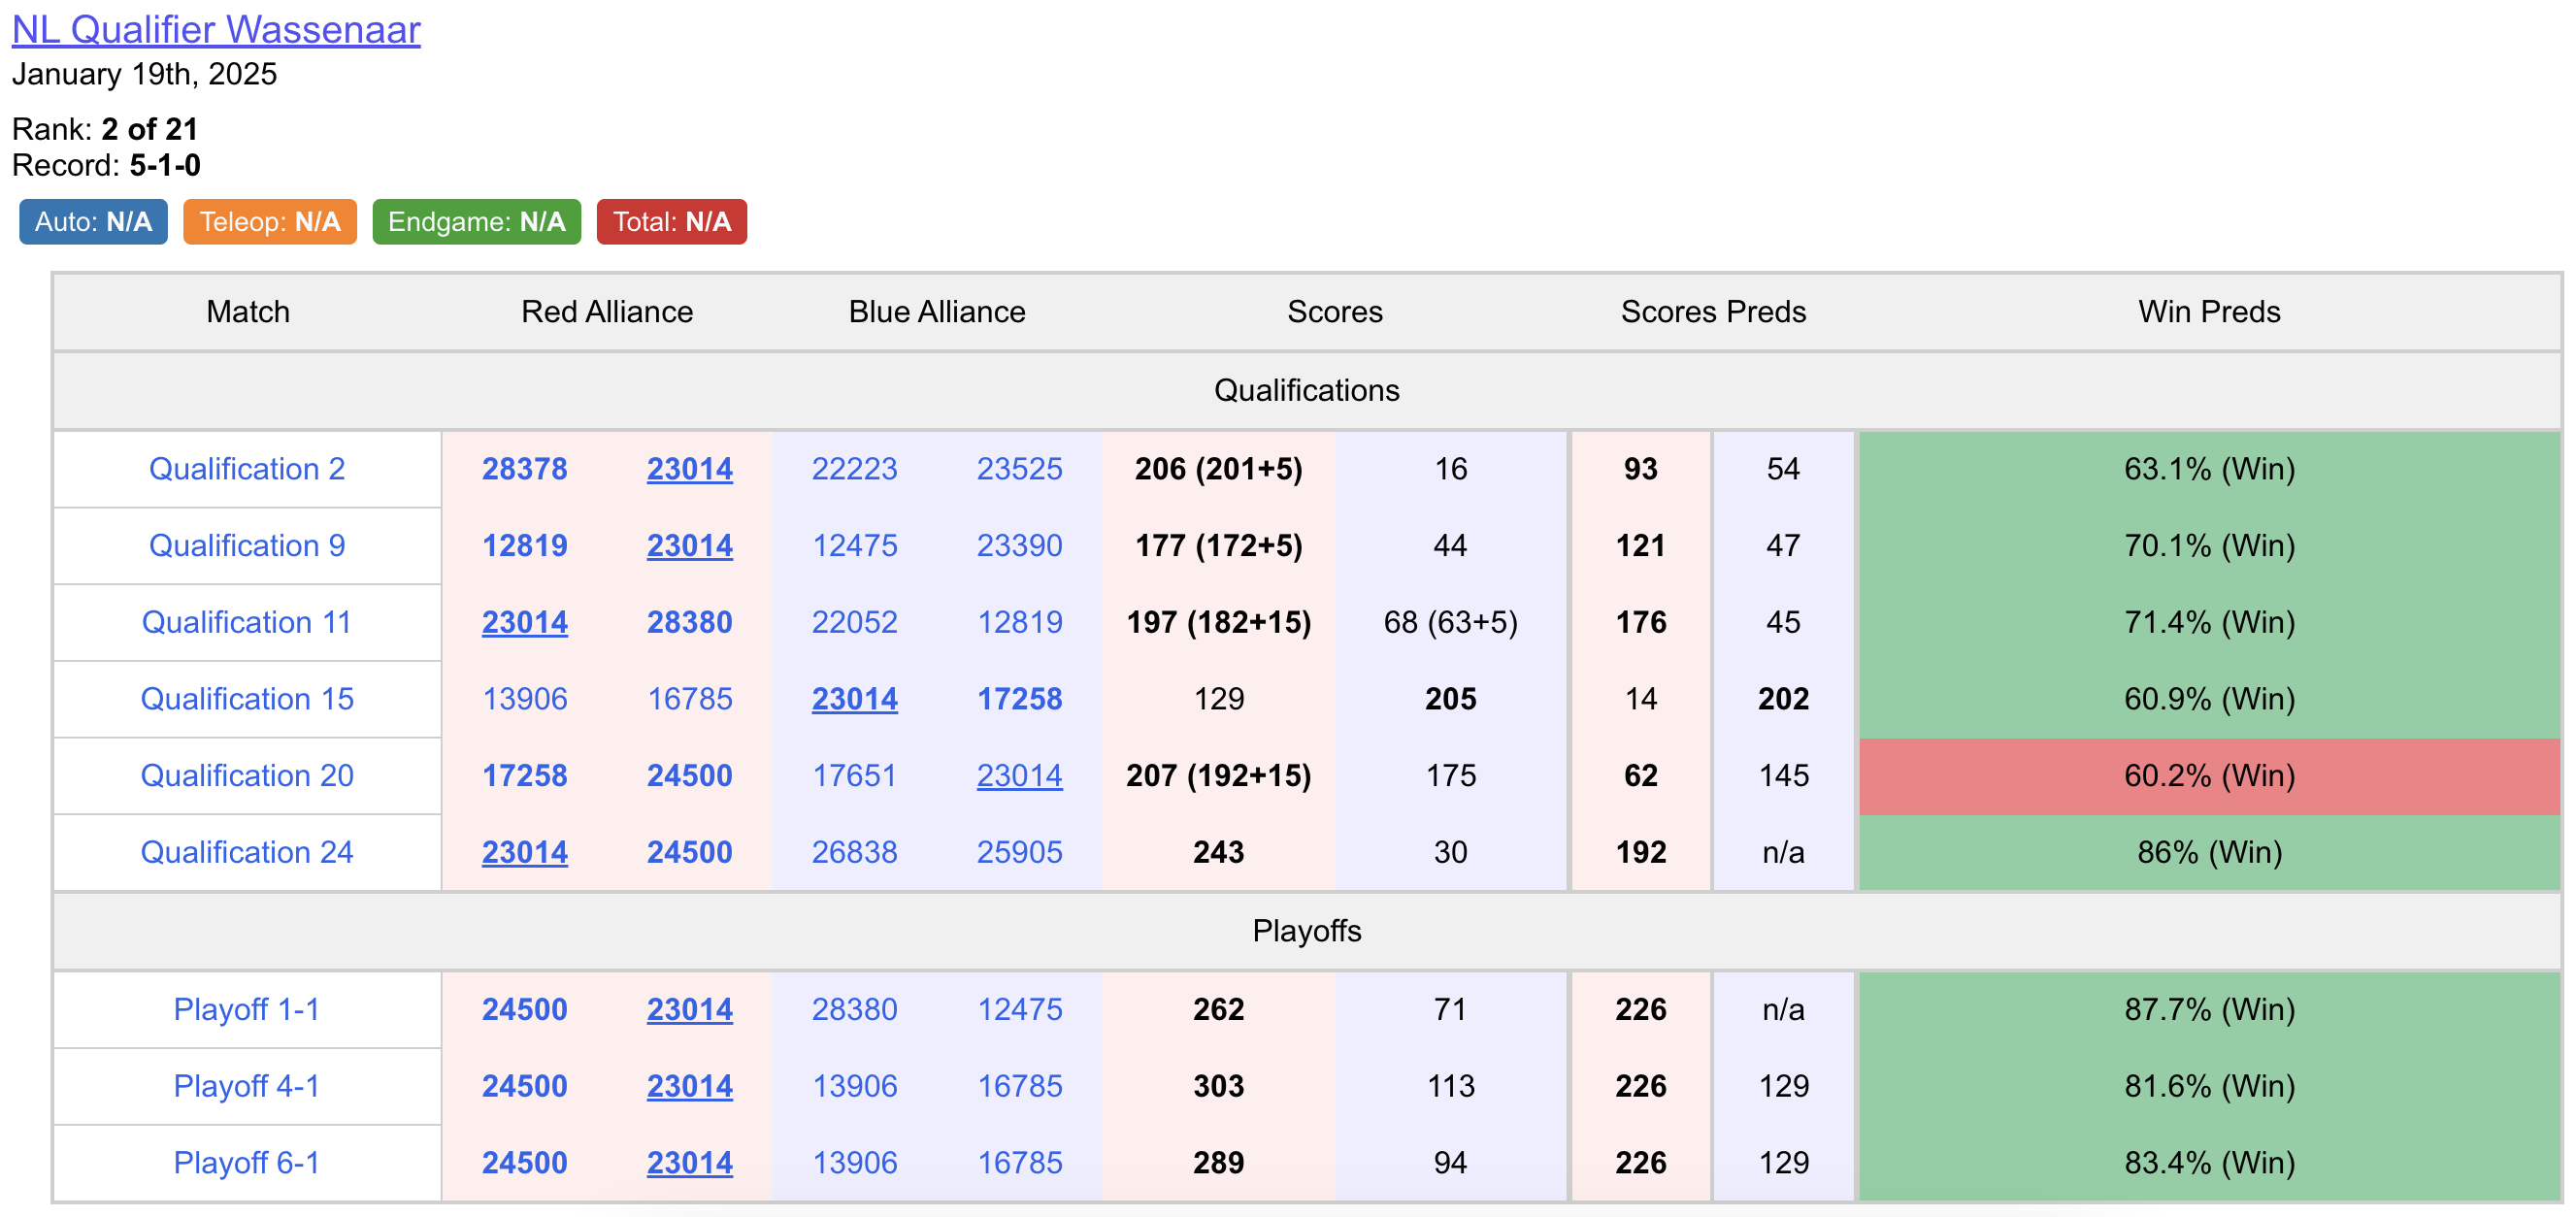 NL Qualifier Wassenaar
January 19th, 2025
Rank: 2 of 21
Record: 5-1-0
Auto: N/A Teleop: N/A Endgame: N/A Total: N/A
Match Red Alliance Blue Alliance Scores Scores Preds Win Preds
Qualifications
Qualification 2 28378 23014 22223 23525 206 (201+5) 16 93 54 63.1% (Win)
Qualification 9 12819 23014 12475 23390 177 (172+5) 44 121 47 70.1% (Win)
Qualification 11 23014 28380 22052 12819 197 (182+15) 68 (63+5) 176 45 71.4% (Win)
Qualification 15 13906 16785 23014 17258 129 205 14 202 60.9% (Win)
Qualification 20 17258 24500 17651 23014 207 (192+15) 175 62 145 60.2% (Win)
Qualification 24 23014 24500 26838 25905 243 30 192 n/a 86% (Win)
Playoffs
Playoff 1-1 24500 23014 28380 12475 262 71 226 n/a 87.7% (Win)
Playoff 4-1 24500 23014 13906 16785 303 113 226 129 81.6% (Win)
Playoff 6-1 24500 23014 13906 16785 289 94 226 129 83.4% (Win)